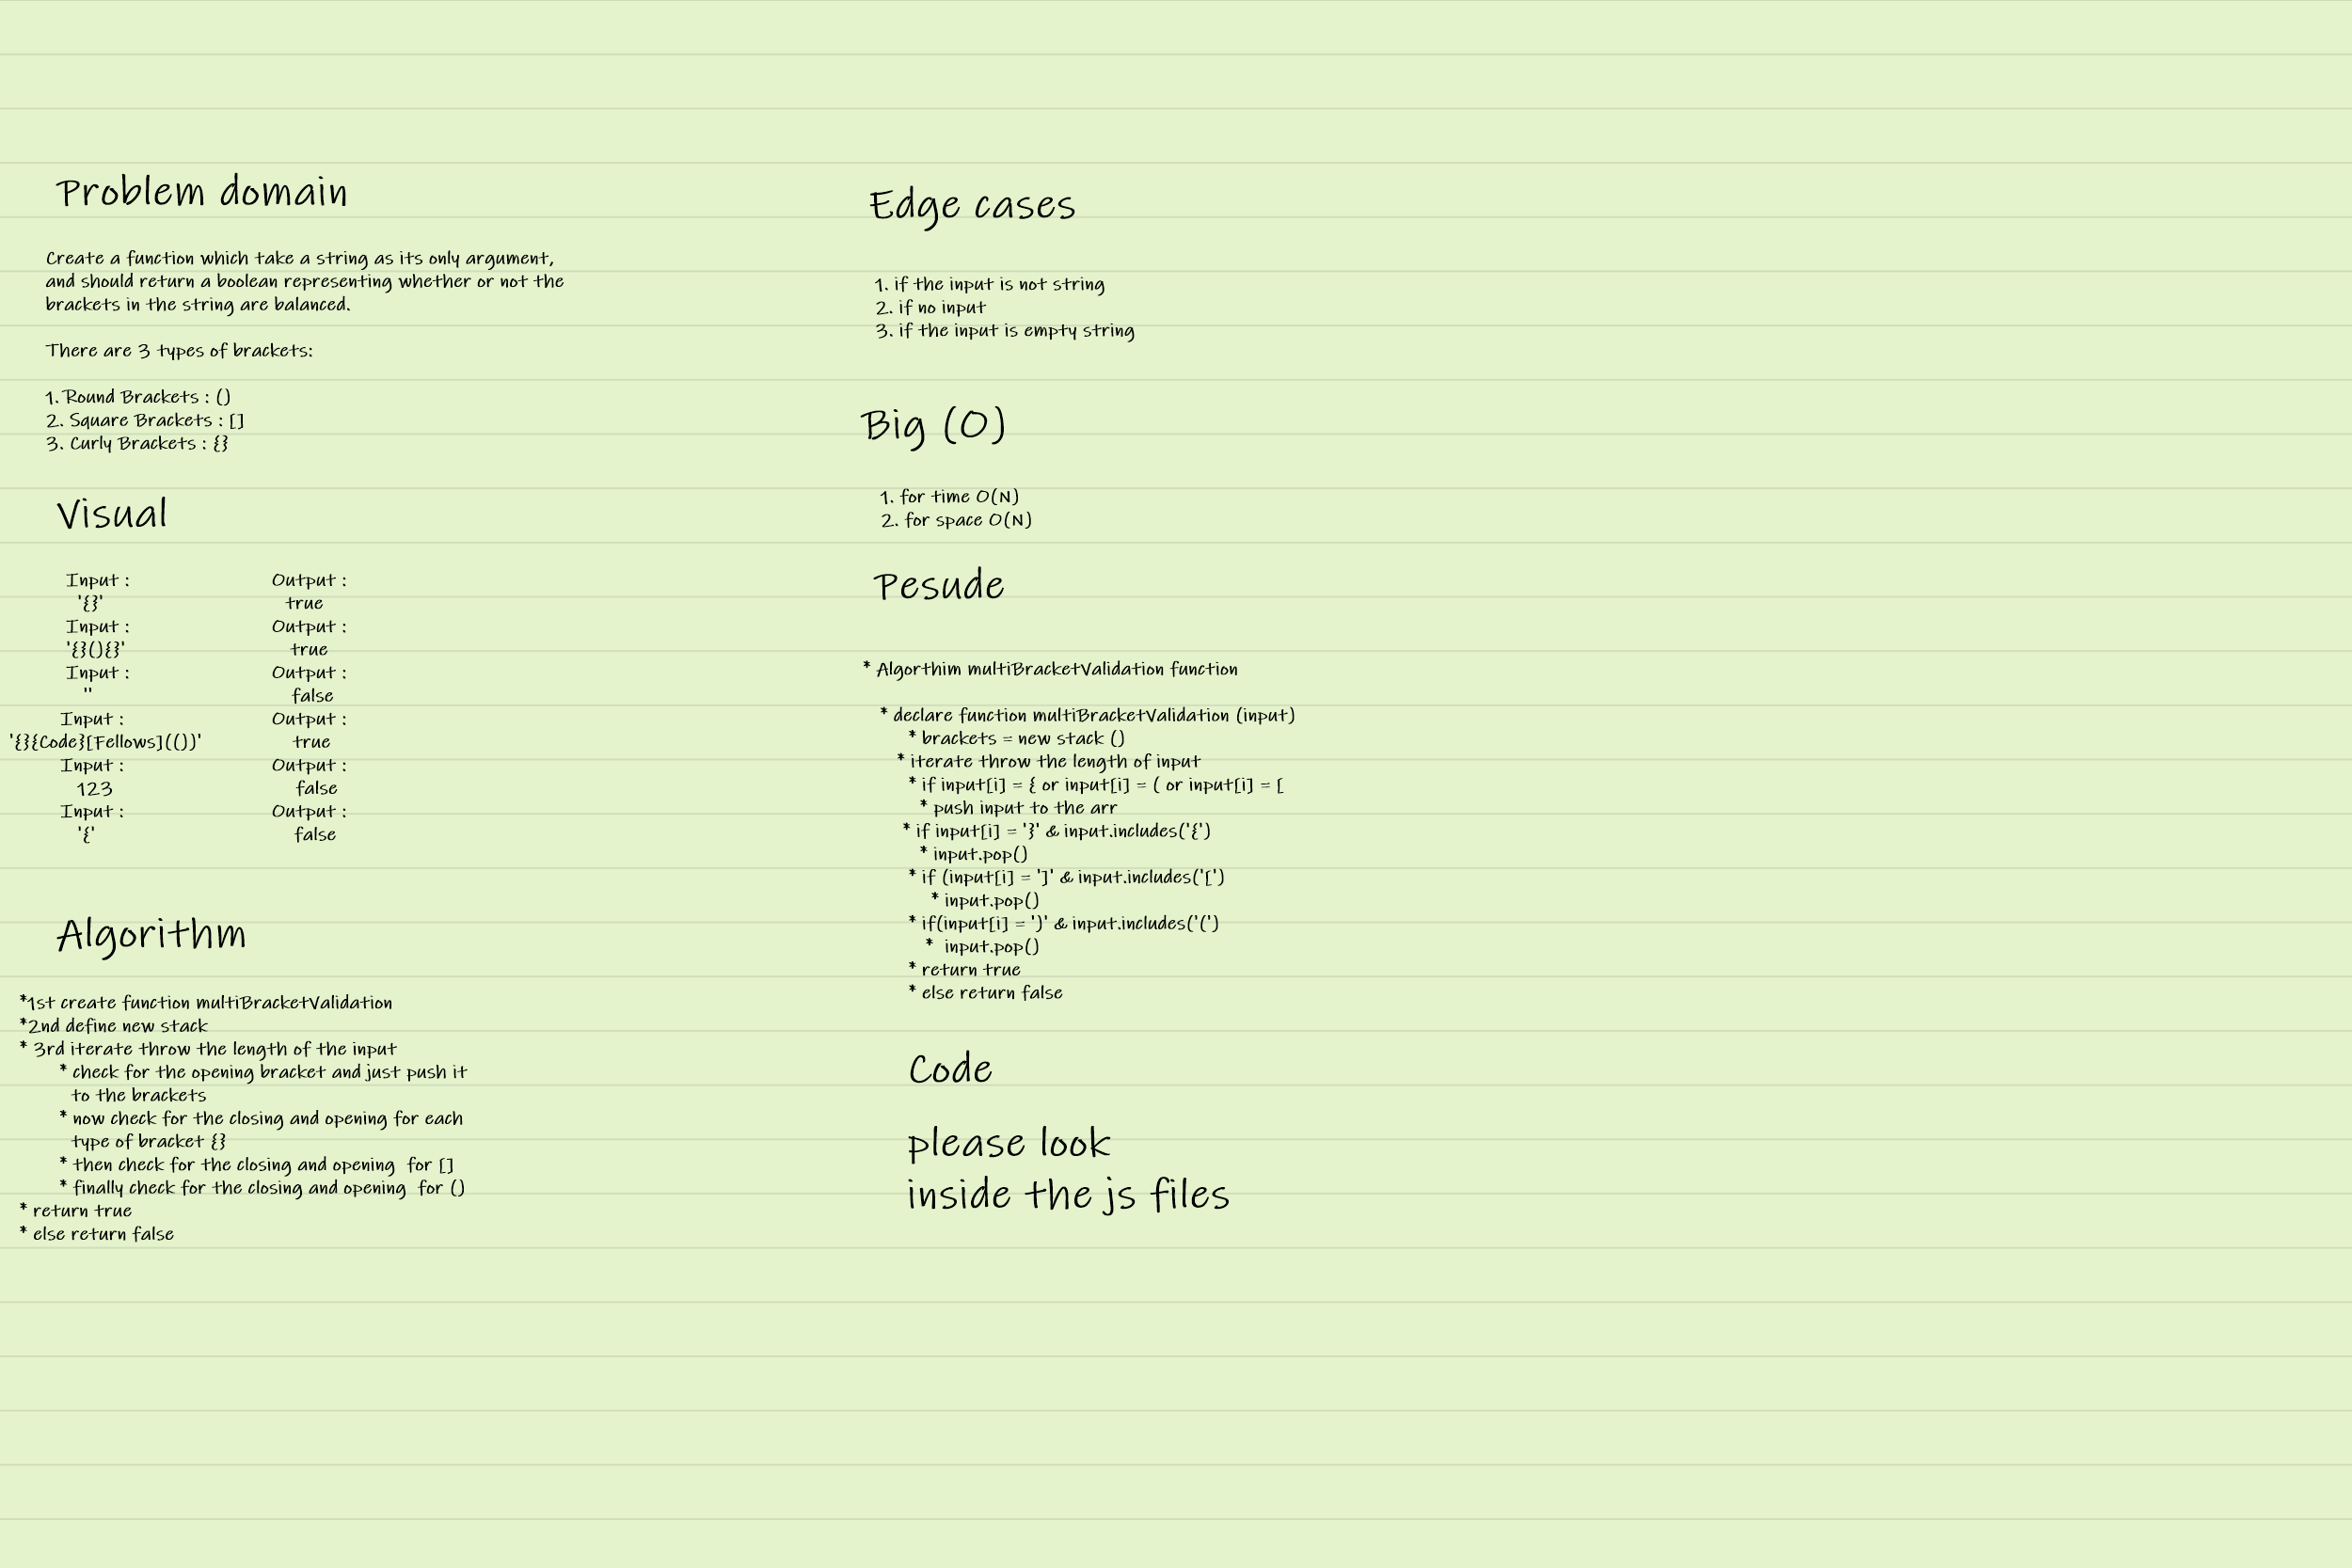 Problem domain
Create a function which take a string as its only argument,
and should return a boolean representing whether or not the
brackets in the string are balanced.
There are 3 types of brackets:
1. Round Brackets : ()
2. Square Brackets : []
3. Curly Brackets : {}
Visual
Input : Output :
'{}' true
Input : Output :
'{}(){}' true
Input : Output :
'' false
Input : Output :
'{}{Code}[Fellows](())' true
Input : Output :
123 false
Input : Output :
'{' false
Algorithm
*1st create function multiBracketValidation
*2nd define new stack
* 3rd iterate throw the length of the input
* check for the opening bracket and just push it
to the brackets
* now check for the closing and opening for each
type of bracket {}
* then check for the closing and opening for []
* finally check for the closing and opening for ()
* return true
* else return false
Edge cases
1. if the input is not string
2. if no input
3. if the input is empty string
Big (O)
1. for time O(N)
2. for space O(N)
Pesude
* Algorthim multiBracketValidation function
* declare function multiBracketValidation (input)
* brackets = new stack ()
* iterate throw the length of input
* if input[i] = { or input[i] = ( or input[i] = [
* push input to the arr
* if input[i] = '}' & input.includes('{')
* input.pop()
* if (input[i] = ']' & input.includes('[')
* input.pop()
* if(input[i] = ')' & input.includes('(')
* input.pop()
* return true
* else return false
Code
please look
inside the js files